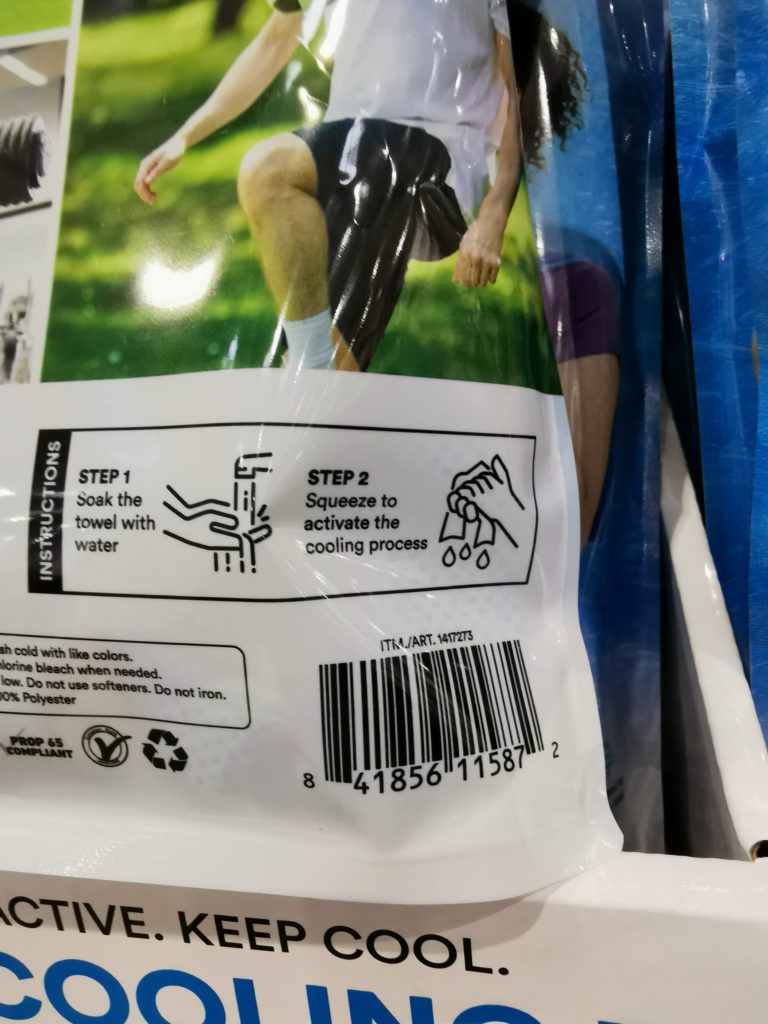 INSTRUCTIONS
STEP 1
Soak the
towel with
water
STEP 2
Squeeze to
activate the
cooling process
sh cold with like colors.
hlorine bleach when needed.
low. Do not use softeners. Do not iron.
00% Polyester
PROP 65
COMPLIANT
ITM./ART. 1417273
8 41856 11587 2
ACTIVE. KEEP COOL.
COOLING